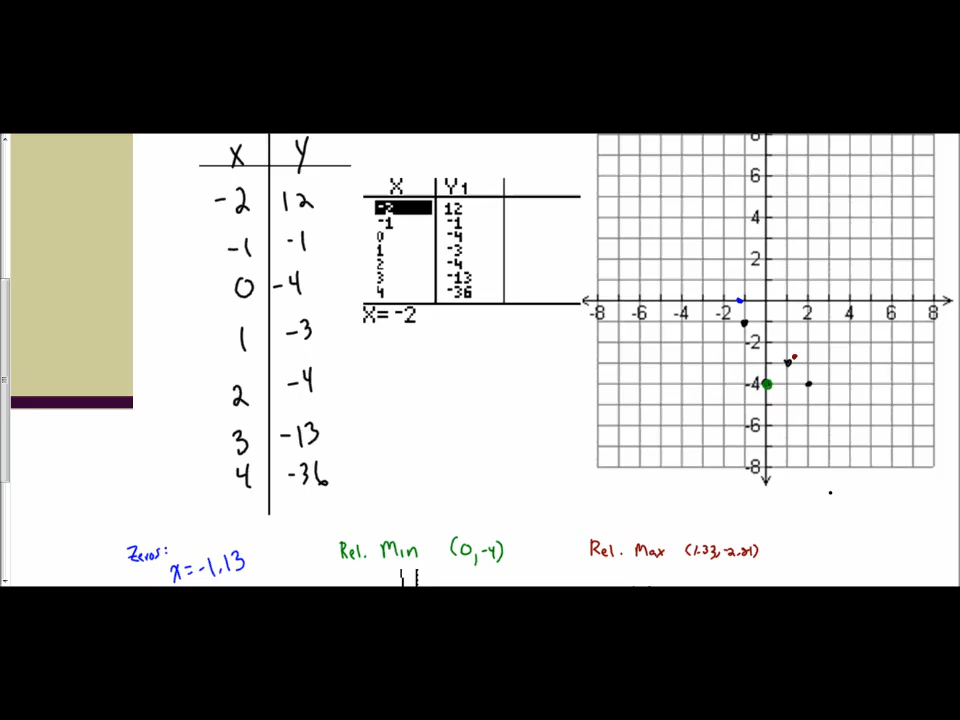 X Y
-2 12
-1 -1
0 -4
1 -3
2 -4
3 -13
4 -36
X Y1
-2 12
-1 -1
0 -4
1 -3
2 -4
3 -13
4 -36
X= -2
8
6
4
2
-8 -6 -4 -2 2 4 6 8
-2
-4
-6
-8
Zeros:
x=-1.13
Rel. Min (0,-4)
Rel. Max